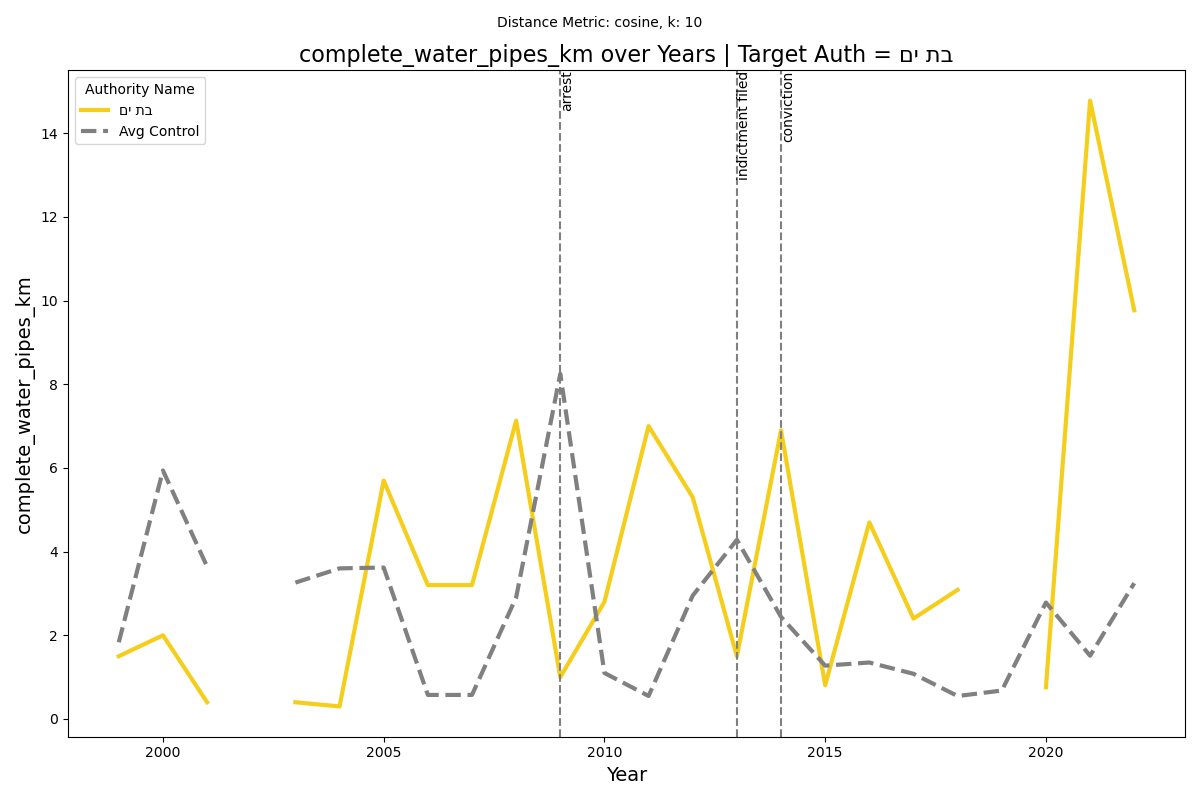 Distance Metric: cosine, k: 10
complete_water_pipes_km over Years | Target Auth = בת ים
Authority Name
בת ים
Avg Control
arrest
indictment filed
conviction
complete_water_pipes_km
14
12
10
8
6
4
2
0
2000 2005 2010 2015 2020
Year